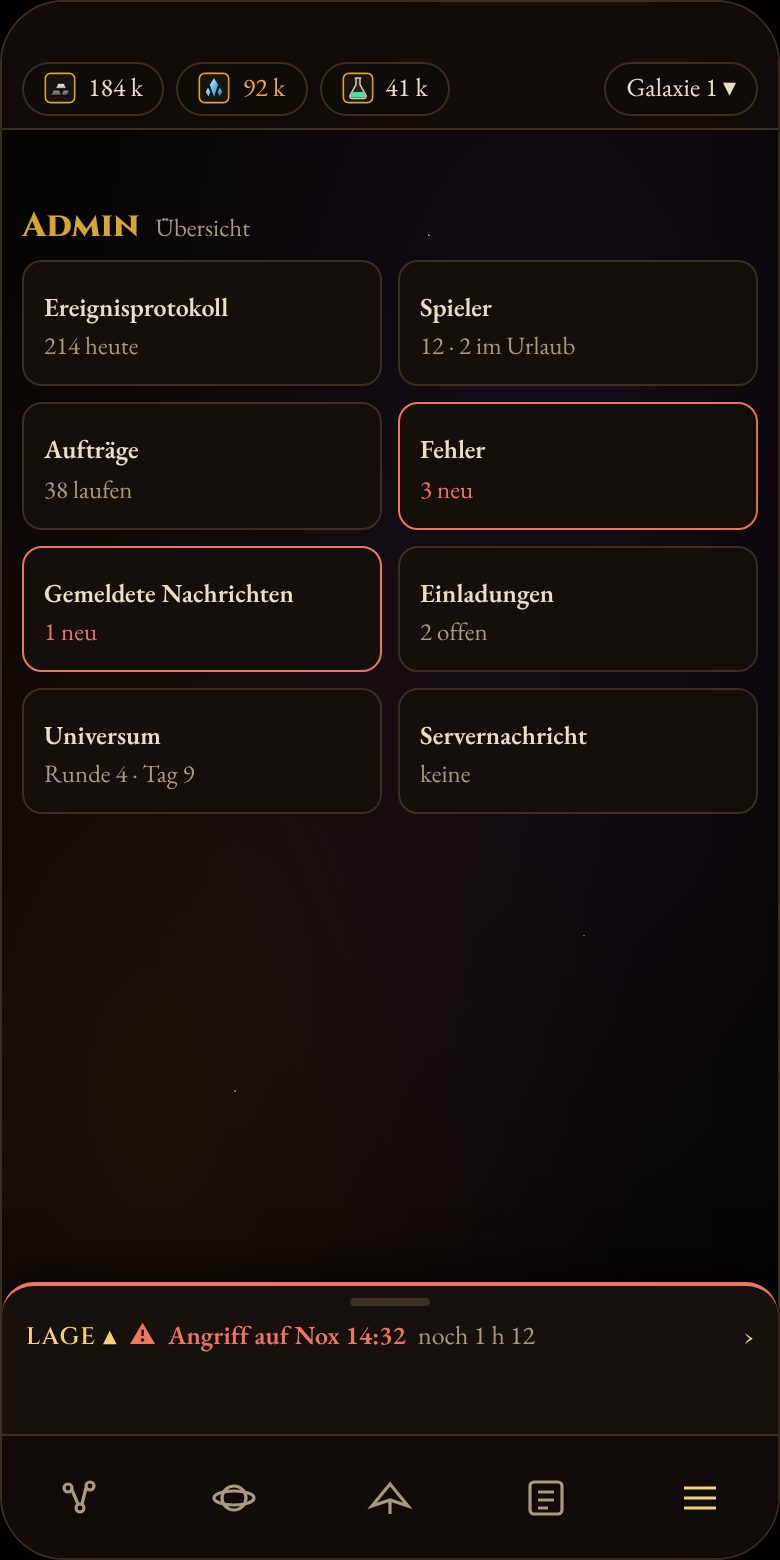 184 k 92 k 41 k Galaxie 1 ▼
ADMIN Übersicht
Ereignisprotokoll
214 heute
Spieler
12 · 2 im Urlaub
Aufträge
38 laufen
Fehler
3 neu
Gemeldete Nachrichten
1 neu
Einladungen
2 offen
Universum
Runde 4 · Tag 9
Servernachricht
keine
LAGE ▲ Angriff auf Nox 14:32 noch 1 h 12 ›